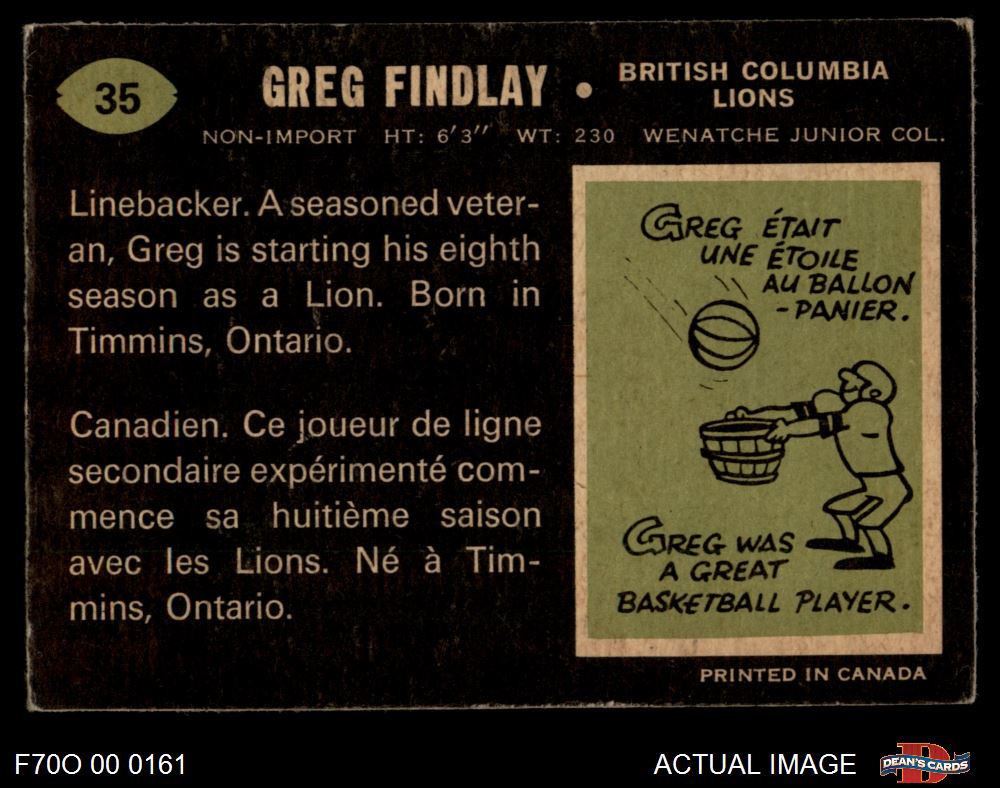 35
GREG FINDLAY • BRITISH COLUMBIA
LIONS
NON-IMPORT HT: 6'3" WT: 230 WENATCHE JUNIOR COL.
Linebacker. A seasoned veter-
an, Greg is starting his eighth
season as a Lion. Born in
Timmins, Ontario.
Canadien. Ce joueur de ligne
secondaire expérimenté com-
mence sa huitième saison
avec les Lions. Né à Tim-
mins, Ontario.
GREG ÉTAIT
UNE ÉTOILE
AU BALLON
-PANIER.
GREG WAS
A GREAT
BASKETBALL PLAYER.
PRINTED IN CANADA
F70O 00 0161
ACTUAL IMAGE
D
DEAN'S CARDS